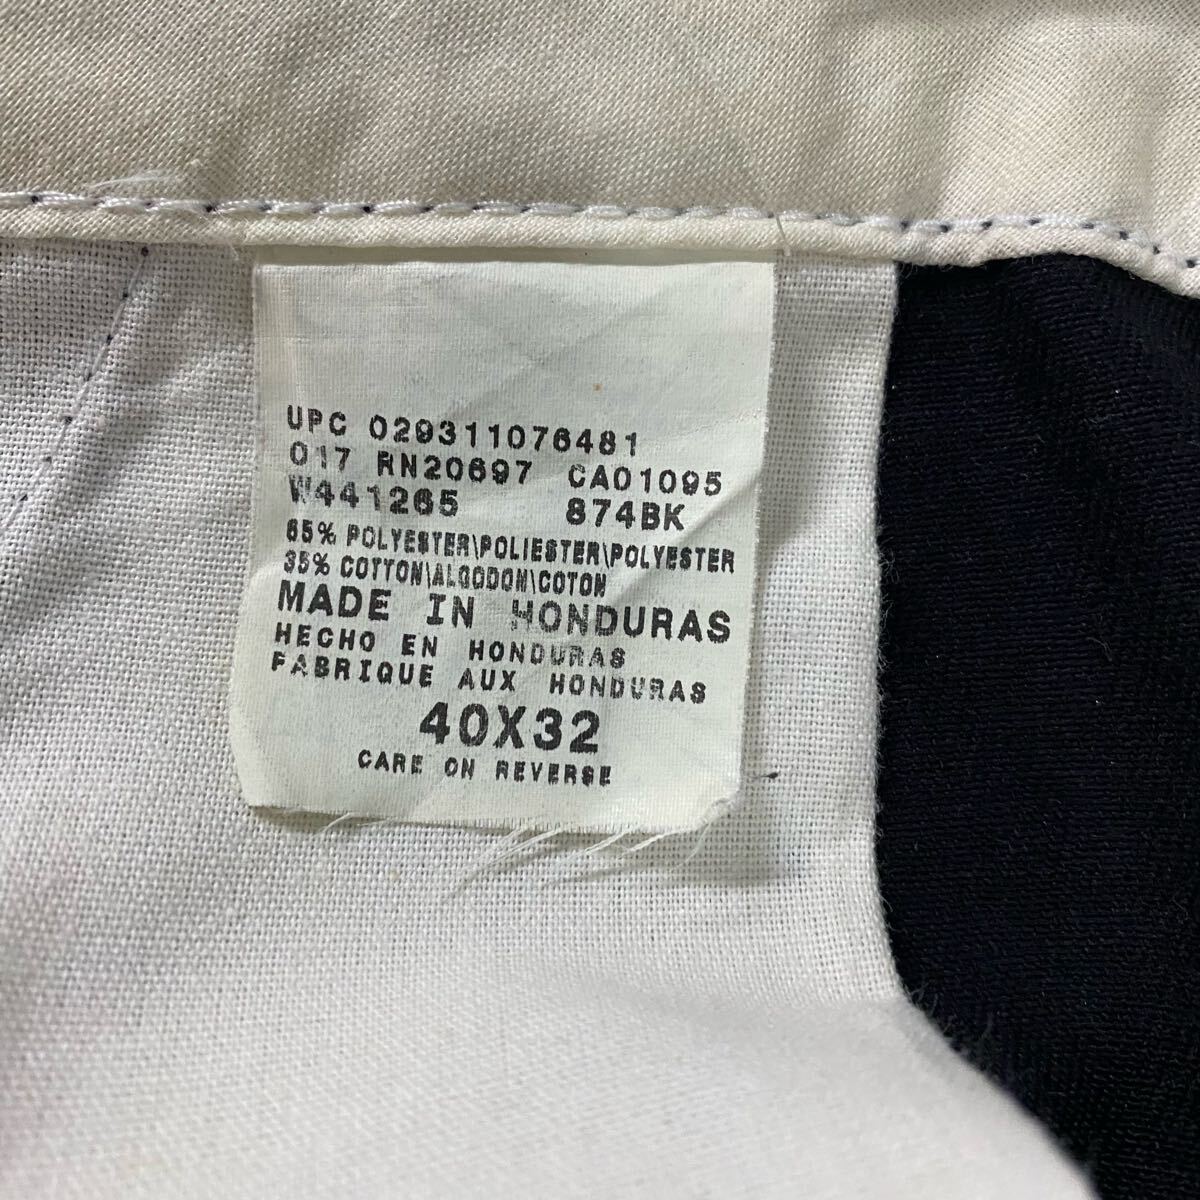 UPC 029311076481
017 RN20697 CA01095
W441265 874BK
65% POLYESTER\POLIESTER\POLYESTER
35% COTTON\ALGODON\COTON
MADE IN HONDURAS
HECHO EN HONDURAS
FABRIQUE AUX HONDURAS
40X32
CARE ON REVERSE